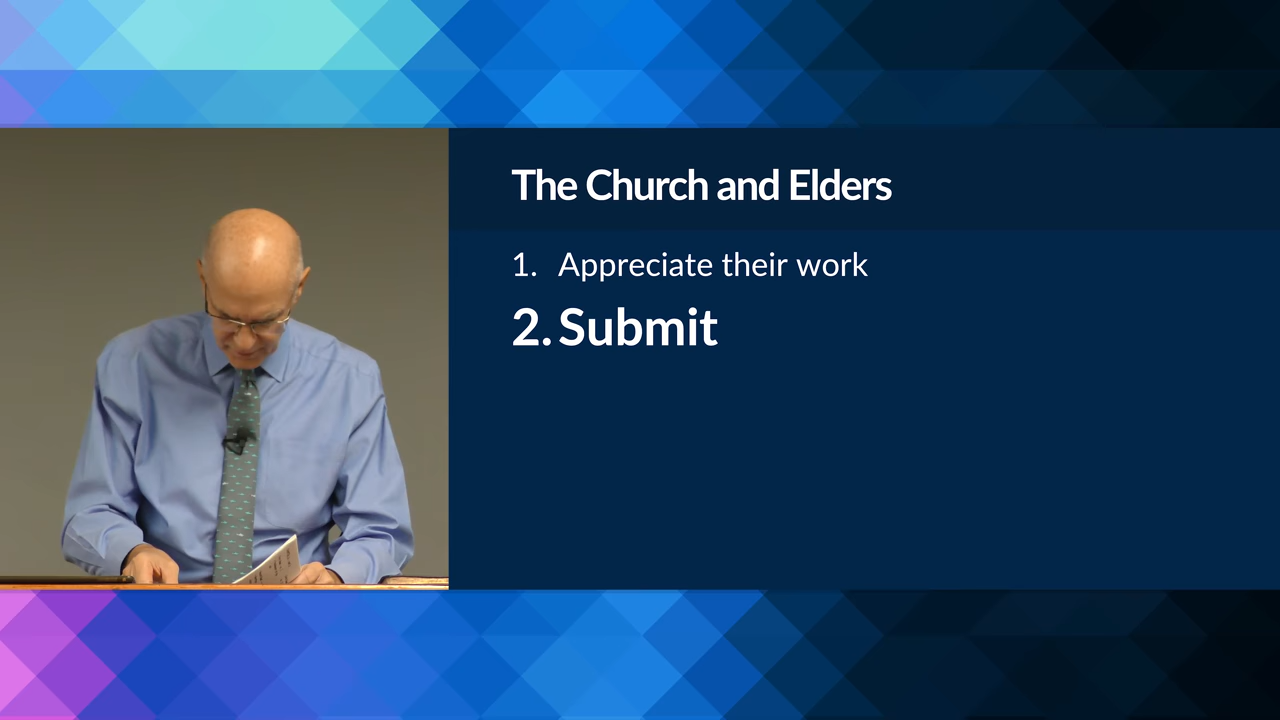 The Church and Elders
1. Appreciate their work
2. Submit